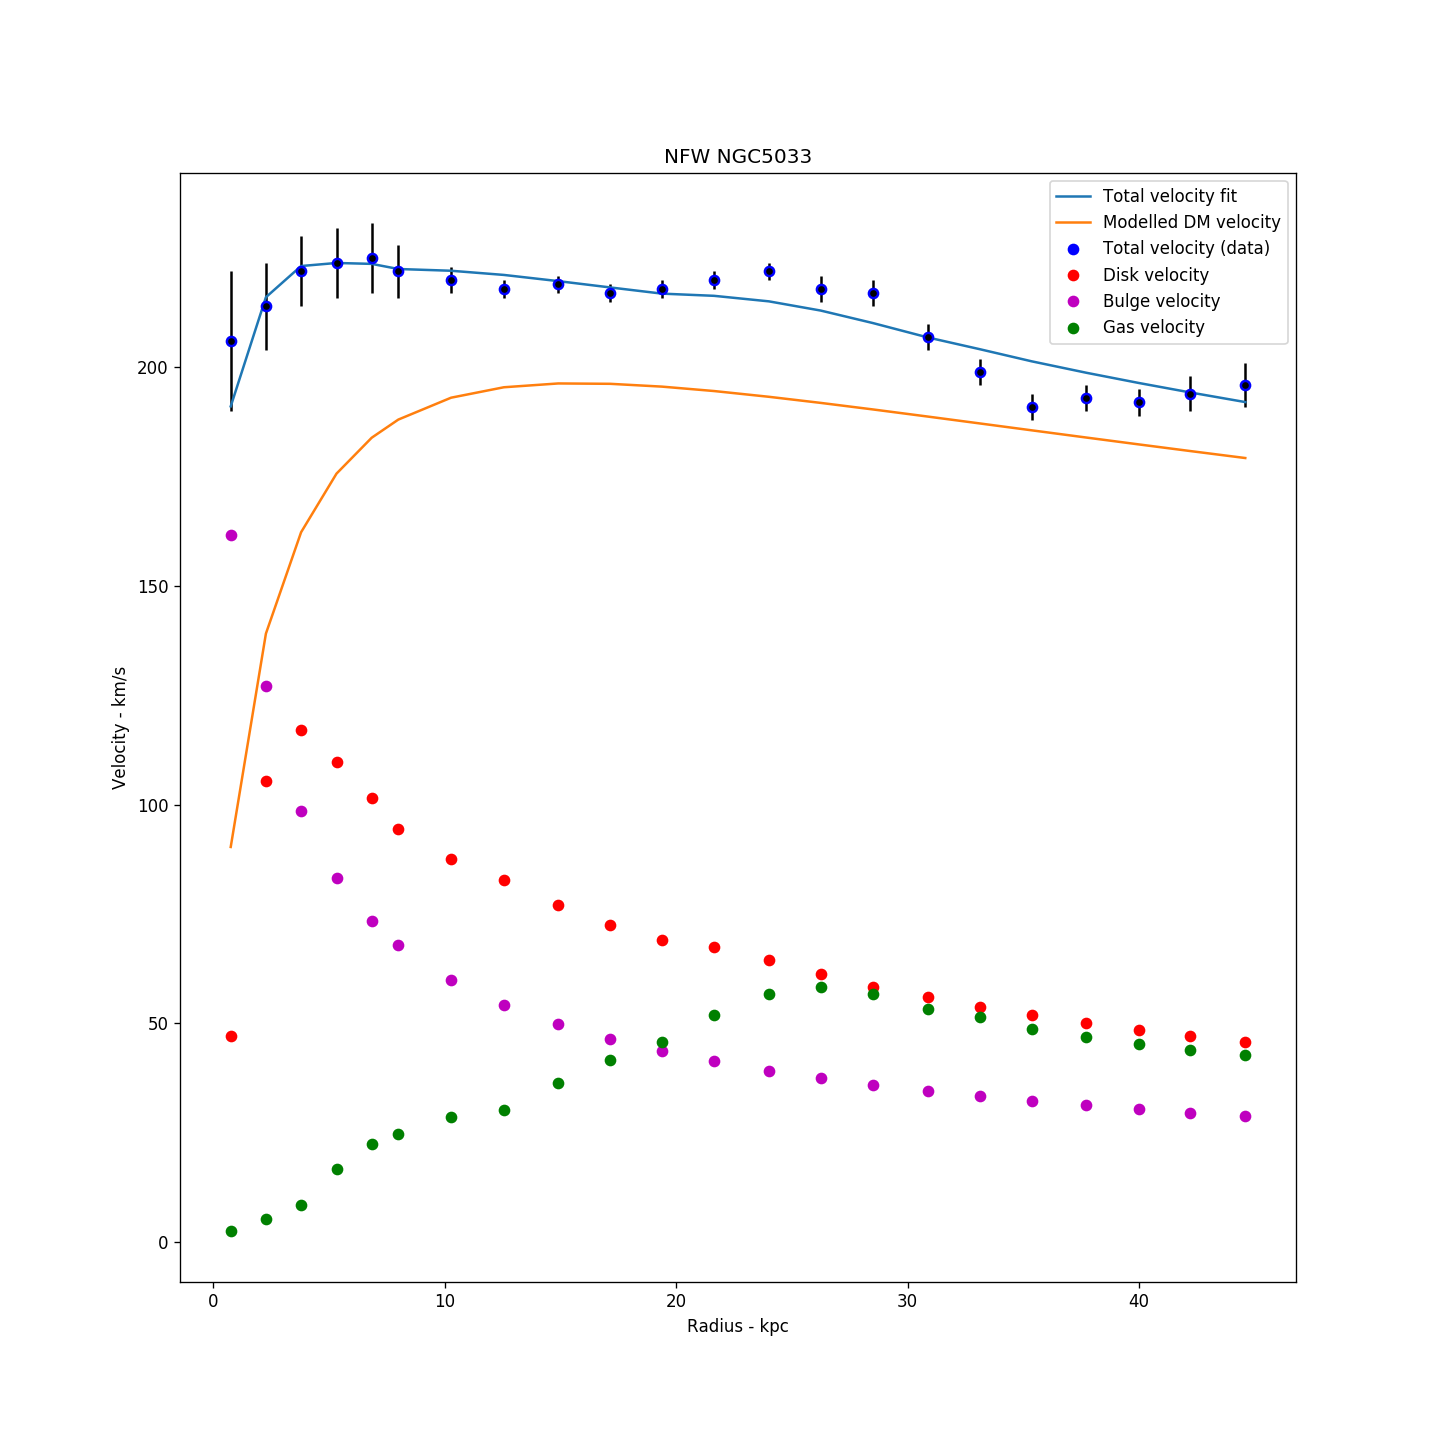 NFW NGC5033
Total velocity fit
Modelled DM velocity
Total velocity (data)
Disk velocity
Bulge velocity
Gas velocity
Velocity - km/s
200
150
100
50
0
0 10 20 30 40
Radius - kpc